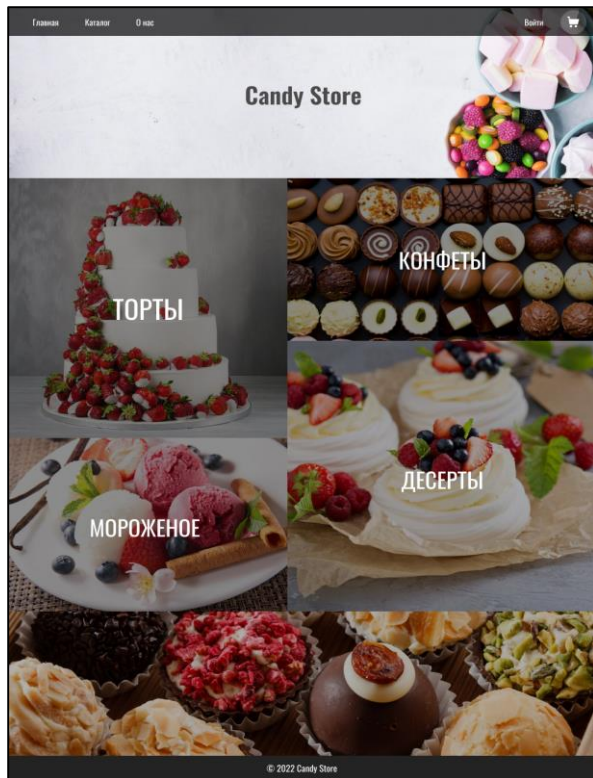 Главная Каталог О нас Войти
Candy Store
ТОРТЫ
КОНФЕТЫ
МОРОЖЕНОЕ
ДЕСЕРТЫ
© 2022 Candy Store